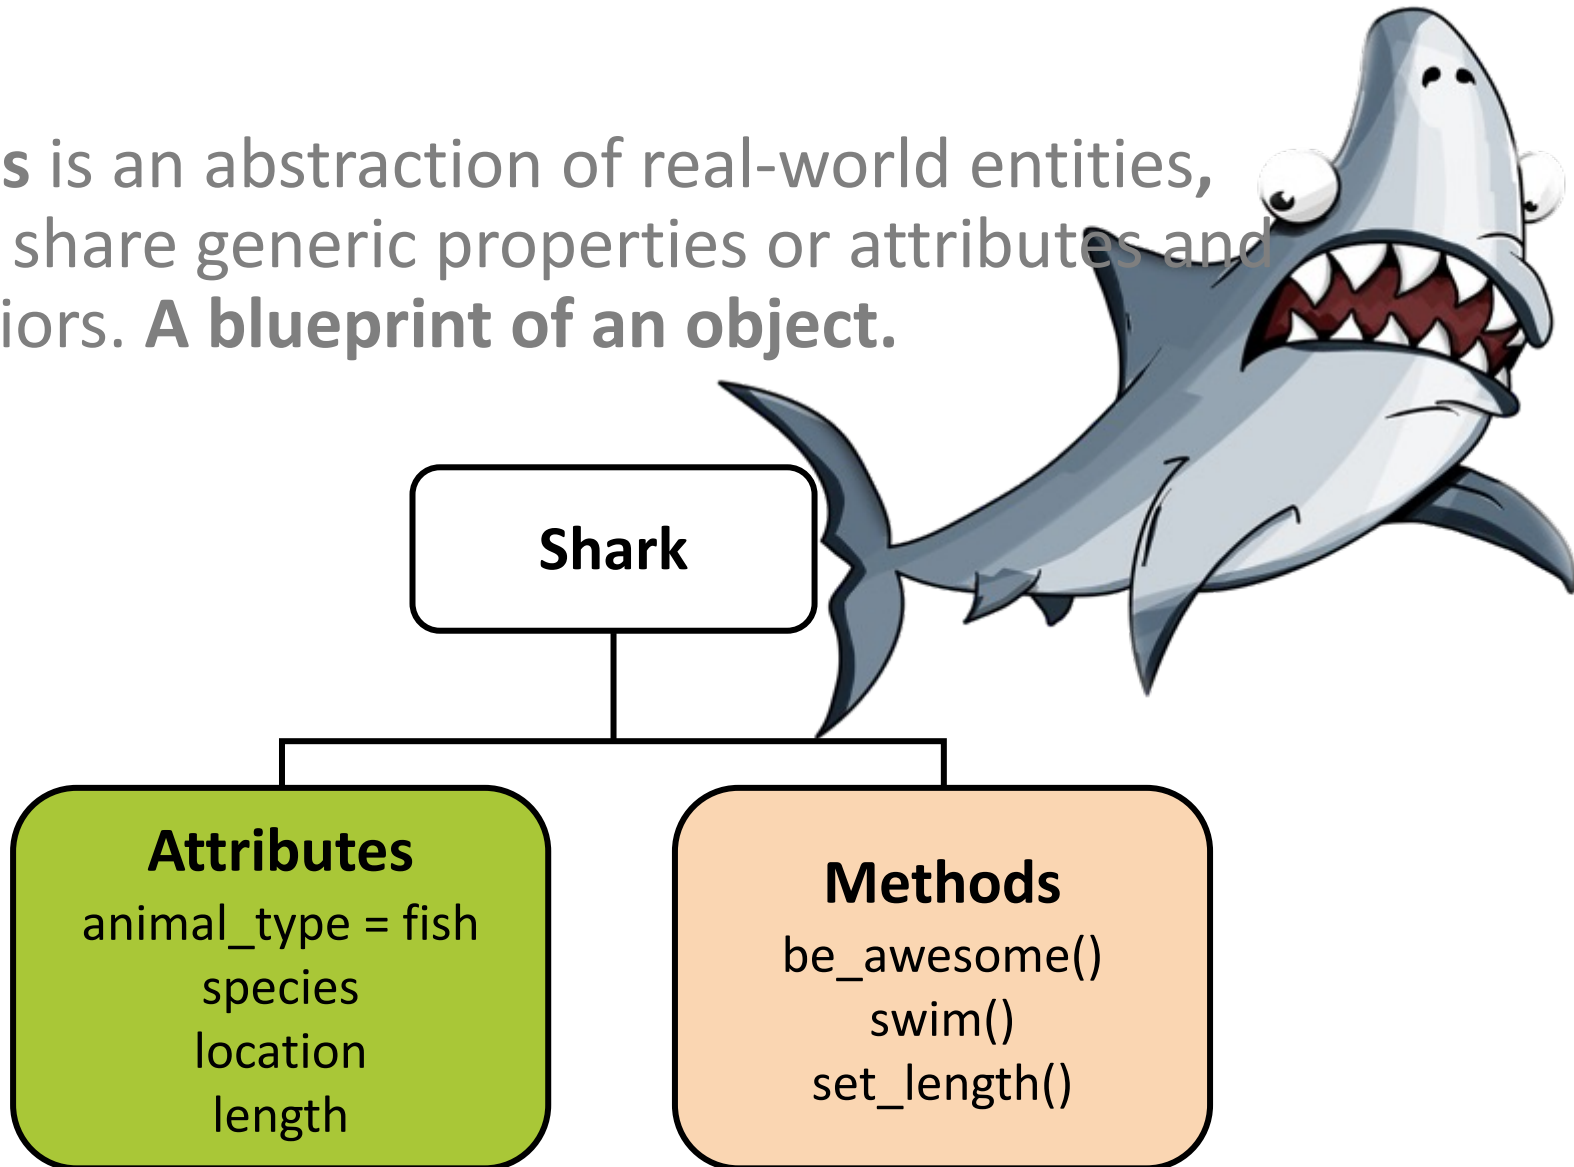 s is an abstraction of real-world entities,
share generic properties or attributes and
iors. A blueprint of an object.
Shark
Attributes
animal_type = fish
species
location
length
Methods
be_awesome()
swim()
set_length()